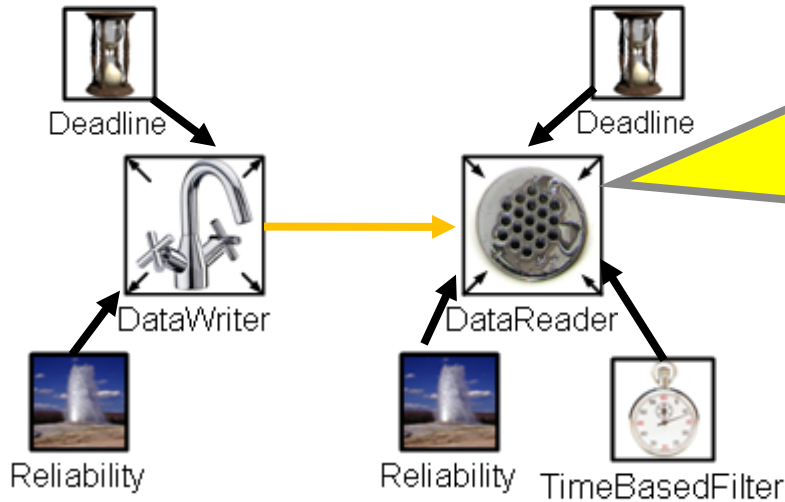 Deadline
Deadline
DataWriter
DataReader
Reliability
Reliability
TimeBasedFilter